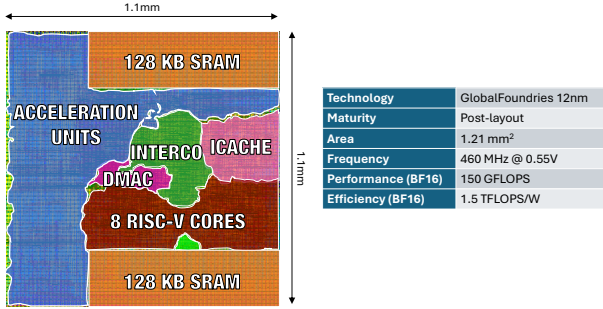 1.1mm
128 KB SRAM
ACCELERATION
UNITS
INTERCO
ICACHE
DMAC
8 RISC-V CORES
128 KB SRAM
1.1mm
Technology GlobalFoundries 12nm
Maturity Post-layout
Area 1.21 mm²
Frequency 460 MHz @ 0.55V
Performance (BF16) 150 GFLOPS
Efficiency (BF16) 1.5 TFLOPS/W